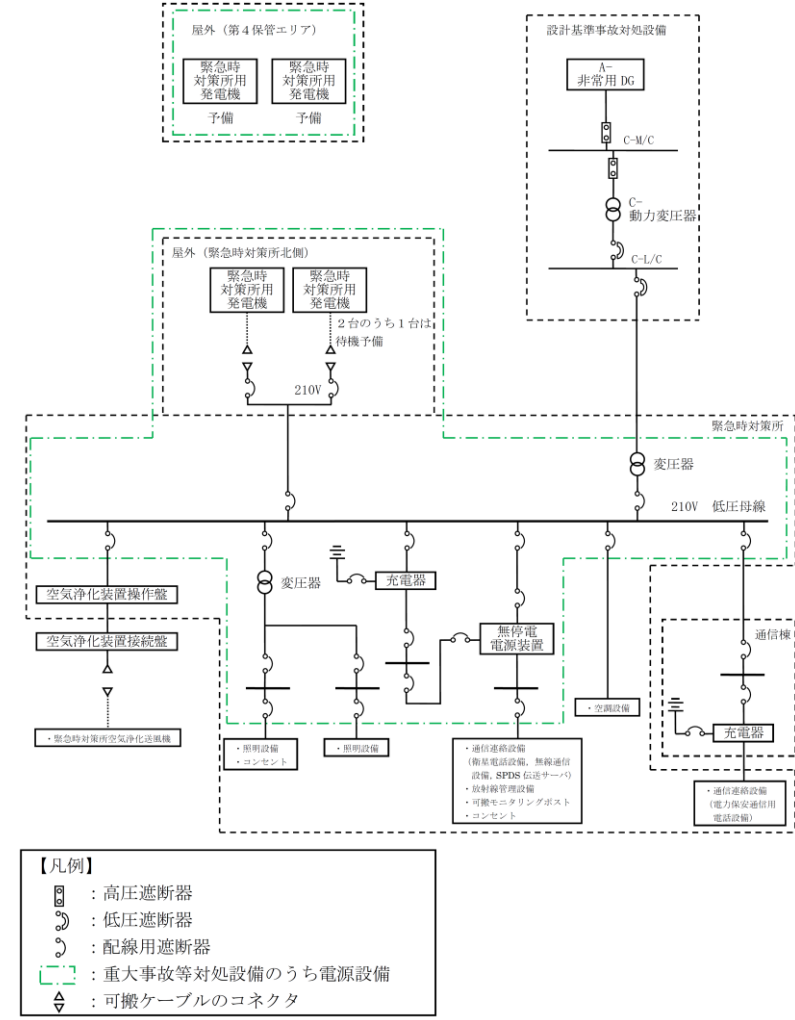 屋外（第４保管エリア）
緊急時
対策所用
発電機
緊急時
対策所用
発電機
予備
予備
設計基準事故対処設備
A-
非常用 DG
C-M/C
C-
動力変圧器
C-L/C
屋外（緊急時対策所北側）
緊急時
対策所用
発電機
緊急時
対策所用
発電機
２台のうち１台は
待機予備
210V
緊急時対策所
変圧器
210V 低圧母線
空気浄化装置操作盤
空気浄化装置接続盤
・緊急時対策所空気浄化送風機
変圧器
充電器
無停電
電源装置
・照明設備
・コンセント
・照明設備
・通信連絡設備
（衛星電話設備、無線通信
設備、SPDS 伝送サーバ）
・放射線管理設備
・可搬モニタリングポスト
・コンセント
・空調設備
通信棟
充電器
・通信連絡設備
（電力保安通信用
電話設備）
【凡例】
：高圧遮断器
：低圧遮断器
：配線用遮断器
：重大事故等対処設備のうち電源設備
：可搬ケーブルのコネクタ